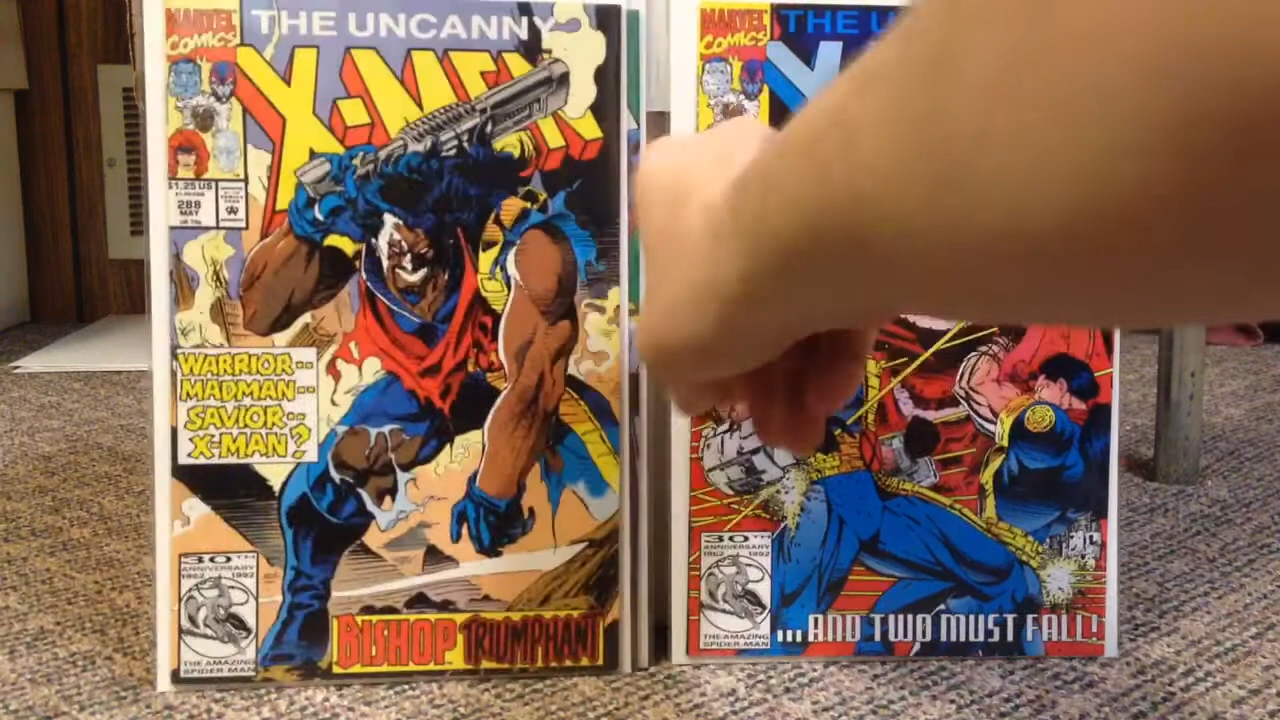 MARVEL
COMICS
THE UNCANNY
X-MEN
$1.25 US
288
MAY
WARRIOR--
MADMAN--
SAVIOR--
X-MAN?
30TH
ANNIVERSARY
1962 1992
THE AMAZING
SPIDER-MAN
BISHOP TRIUMPHANT
MARVEL
COMICS
THE U
X
30TH
ANNIVERSARY
1962 1992
THE AMAZING
SPIDER-MAN
...AND TWO MUST FALL!